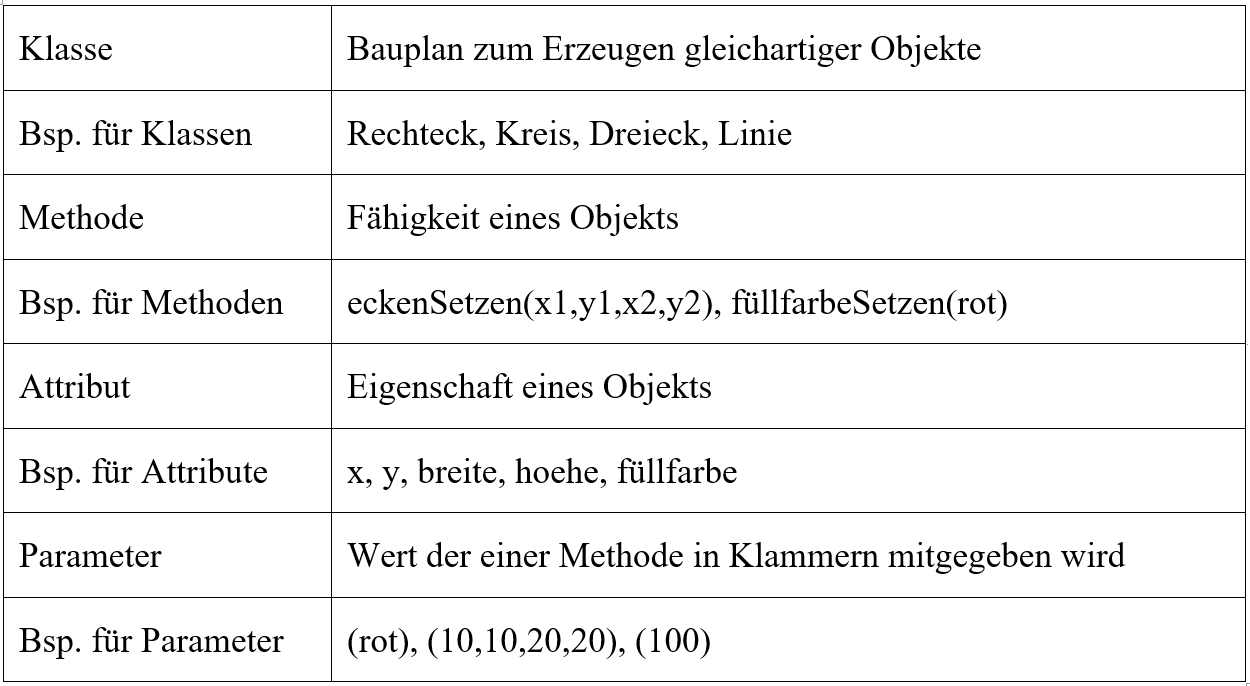 Klasse
Bauplan zum Erzeugen gleichartiger Objekte
Bsp. für Klassen
Rechteck, Kreis, Dreieck, Linie
Methode
Fähigkeit eines Objekts
Bsp. für Methoden
eckenSetzen(x1,y1,x2,y2), füllfarbeSetzen(rot)
Attribut
Eigenschaft eines Objekts
Bsp. für Attribute
x, y, breite, hoehe, füllfarbe
Parameter
Wert der einer Methode in Klammern mitgegeben wird
Bsp. für Parameter
(rot), (10,10,20,20), (100)